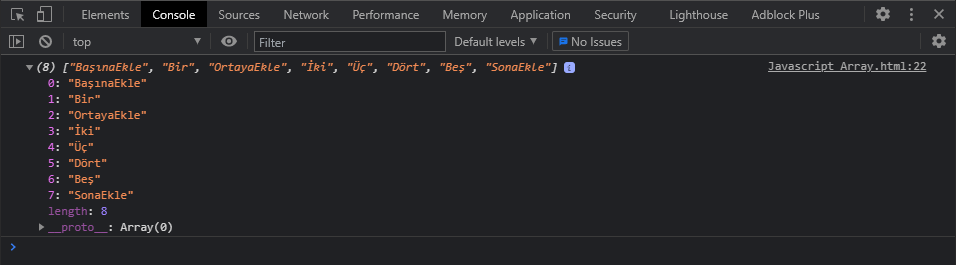 Elements Console Sources Network Performance Memory Application Security Lighthouse Adblock Plus
top Filter Default levels No Issues
(8) ["BaşınaEkle", "Bir", "OrtayaEkle", "İki", "Üç", "Dört", "Beş", "SonaEkle"] i Javascript Array.html:22
0: "BaşınaEkle"
1: "Bir"
2: "OrtayaEkle"
3: "İki"
4: "Üç"
5: "Dört"
6: "Beş"
7: "SonaEkle"
length: 8
__proto__: Array(0)